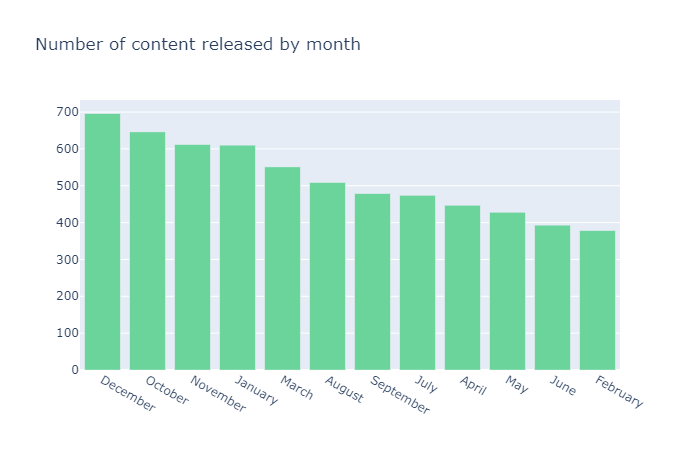 Number of content released by month
700
600
500
400
300
200
100
0
December
October
November
January
March
August
September
July
April
May
June
February